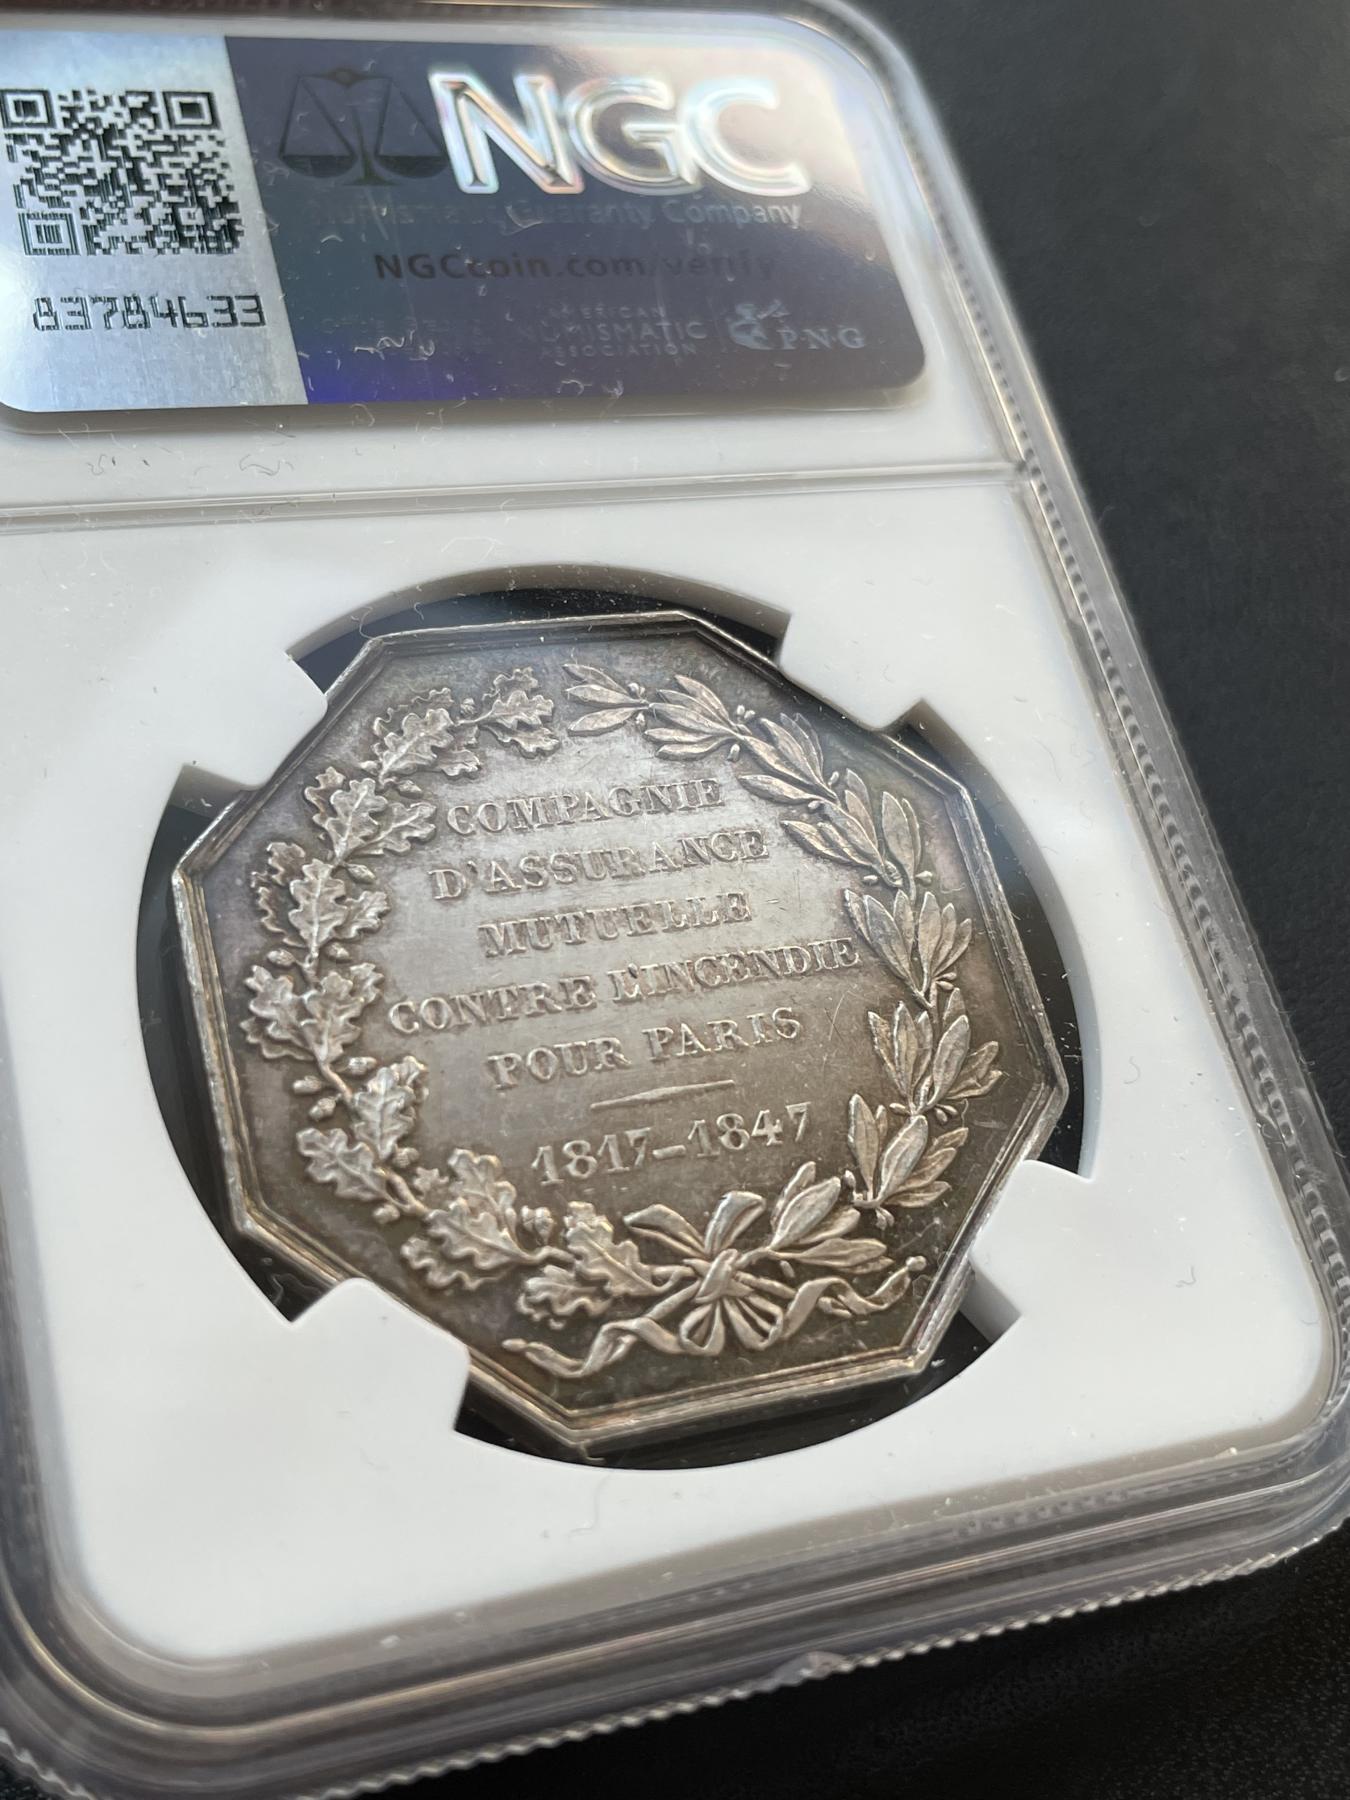 NGC
Numismatic Guaranty Company
NGCcoin.com/verify
83784633
AMERICAN
NUMISMATIC
ASSOCIATION
P·N·G
COMPAGNIE
D'ASSURANCE
MUTUELLE
CONTRE L'INCENDIE
POUR PARIS
1817-1847